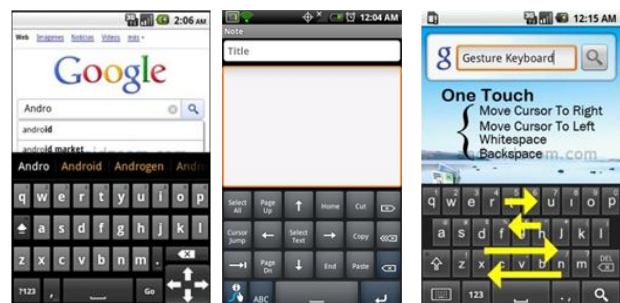 2:06 AM
Web Imágenes Noticias Vídeos más
Google
Andro
android
android market
Andro Android Androgen Andro
q w e r t y u i o p
a s d f g h j k l
z x c v b n m .
?123 , Go
12:04 AM
Note
Title
Select All Page Up Home Cut
Cursor Jump Select Text Copy
Page Dn End Paste
ABC
12:15 AM
g Gesture Keyboard
One Touch
Move Cursor To Right
Move Cursor To Left
Whitespace
Backspace
q w e r u i o p
a s d f j k l
z x c v b n m DEL
123 , .